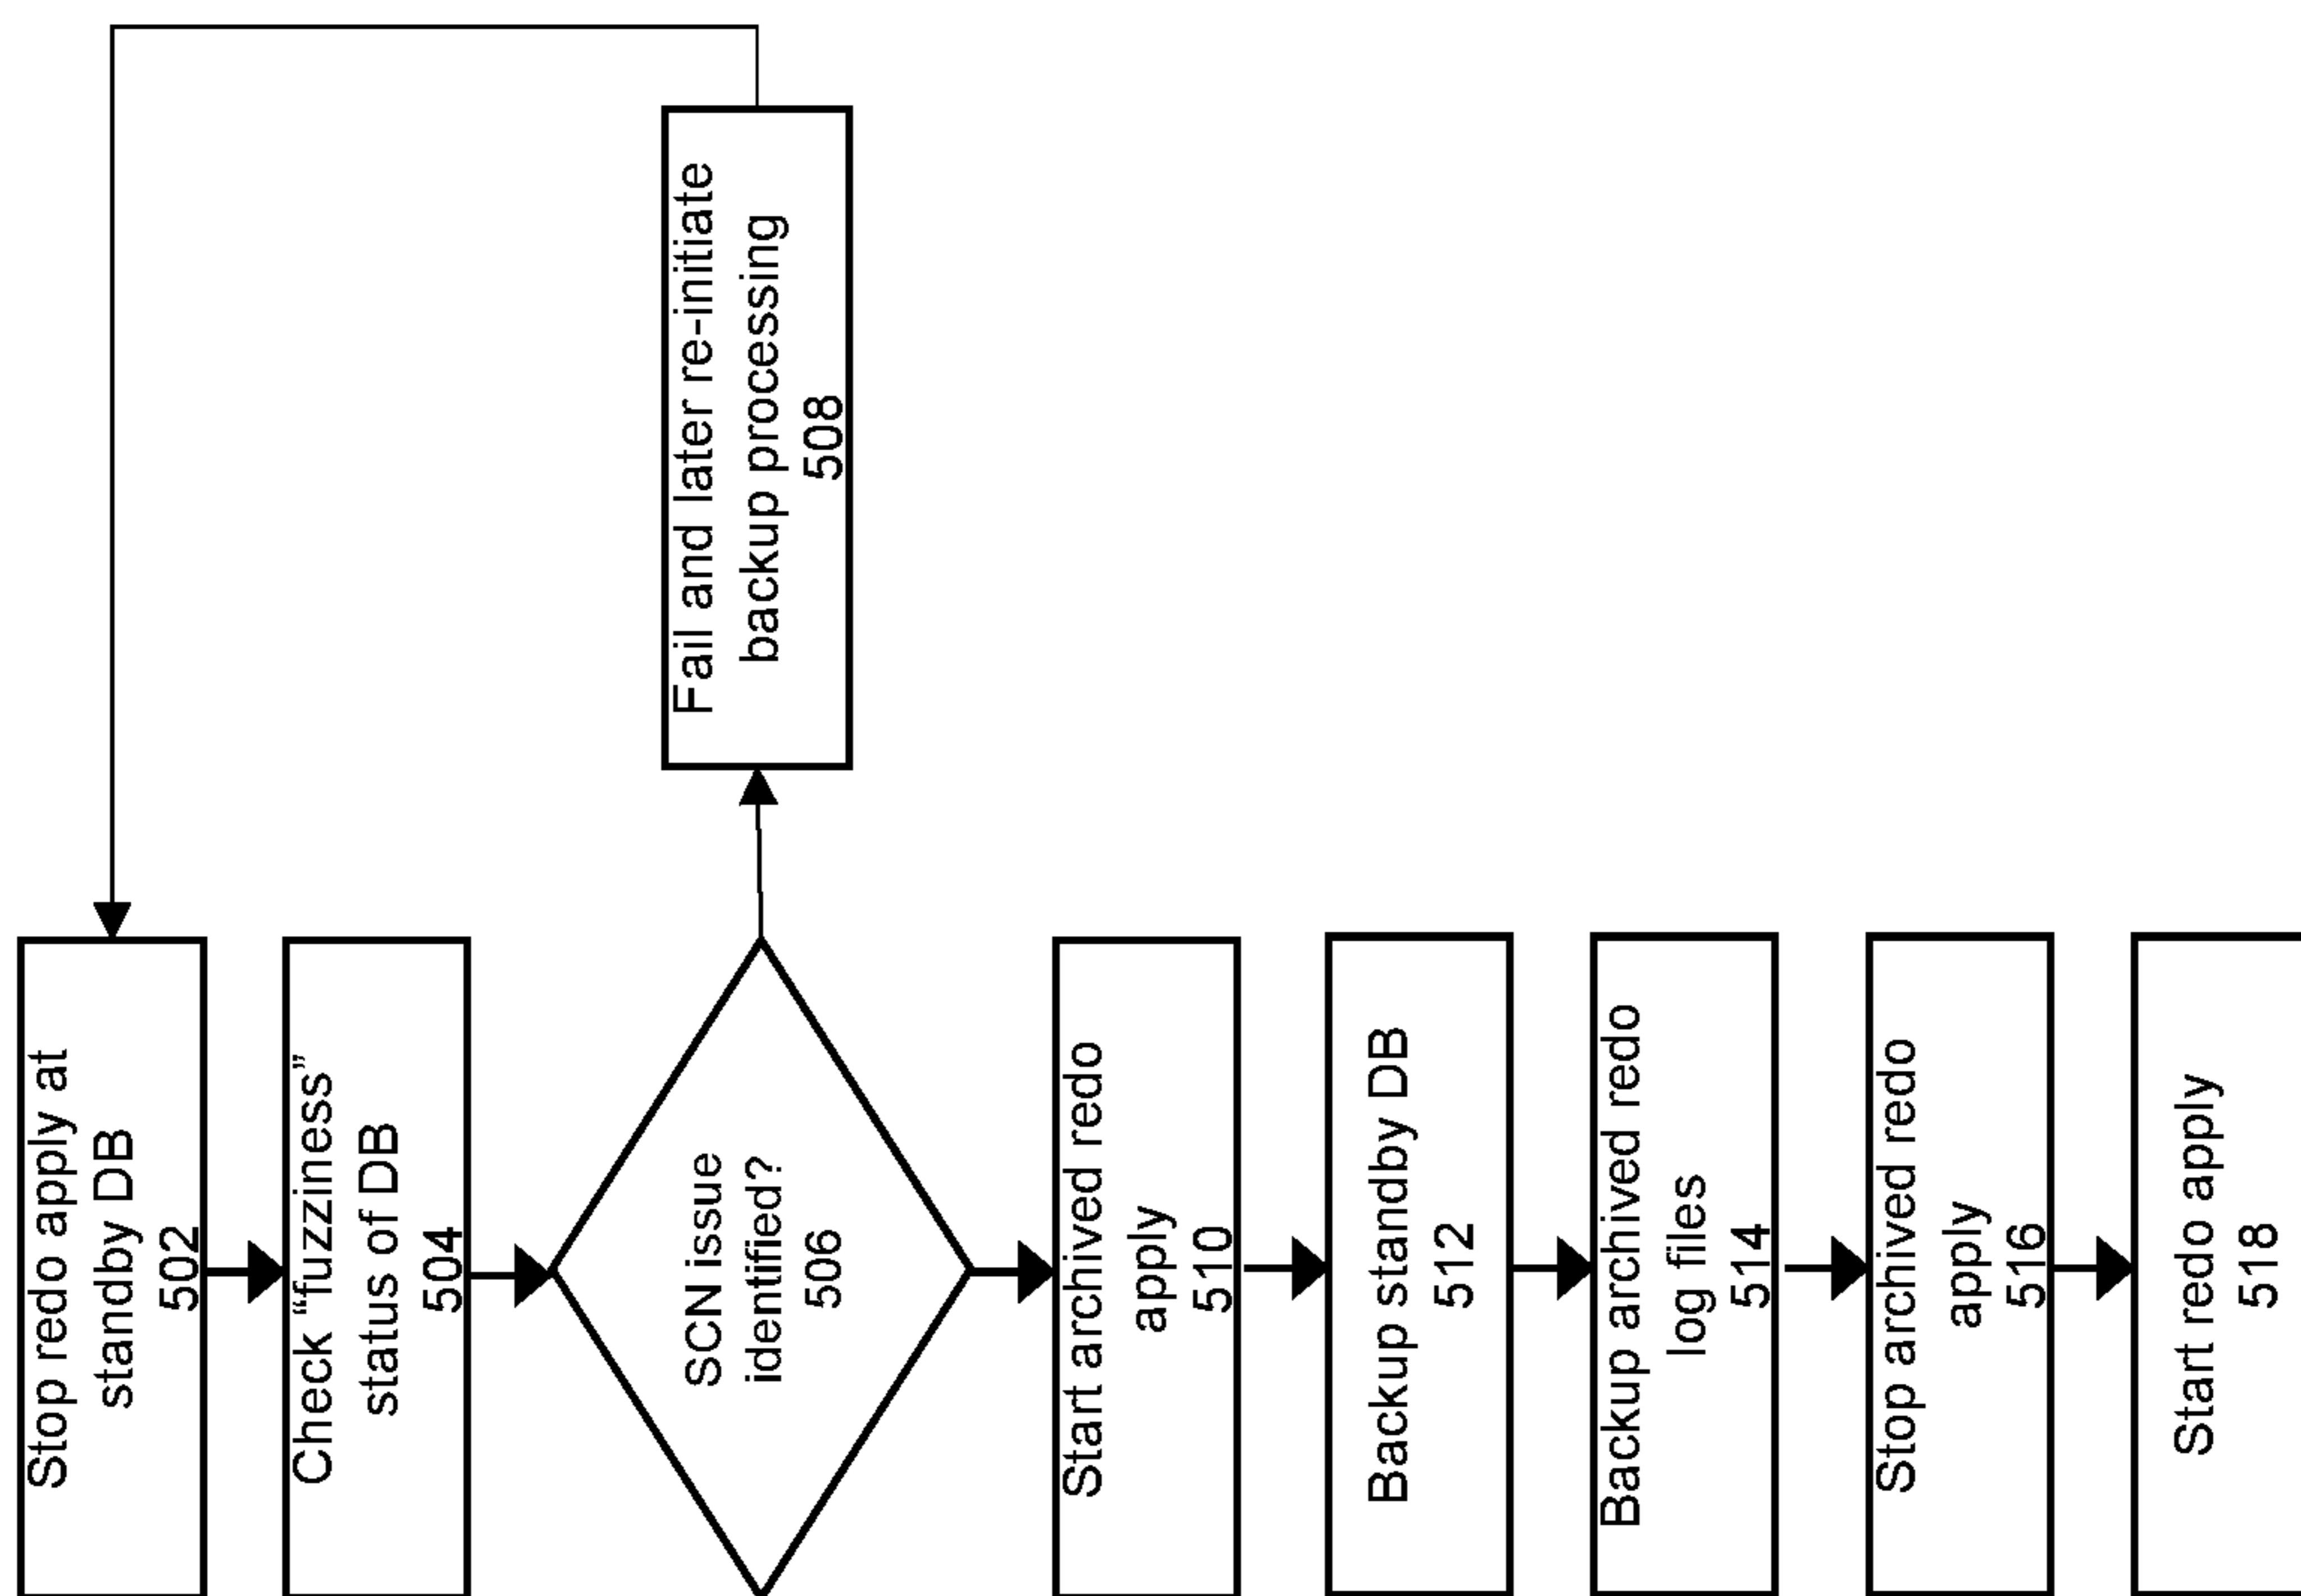 Stop redo apply at
standby DB
502
Check “fuzziness”
status of DB
504
SCN issue
identified?
506
Fail and later re-initiate
backup processing
508
Start archived redo
apply
510
Backup standby DB
512
Backup archived redo
log files
514
Stop archived redo
apply
516
Start redo apply
518